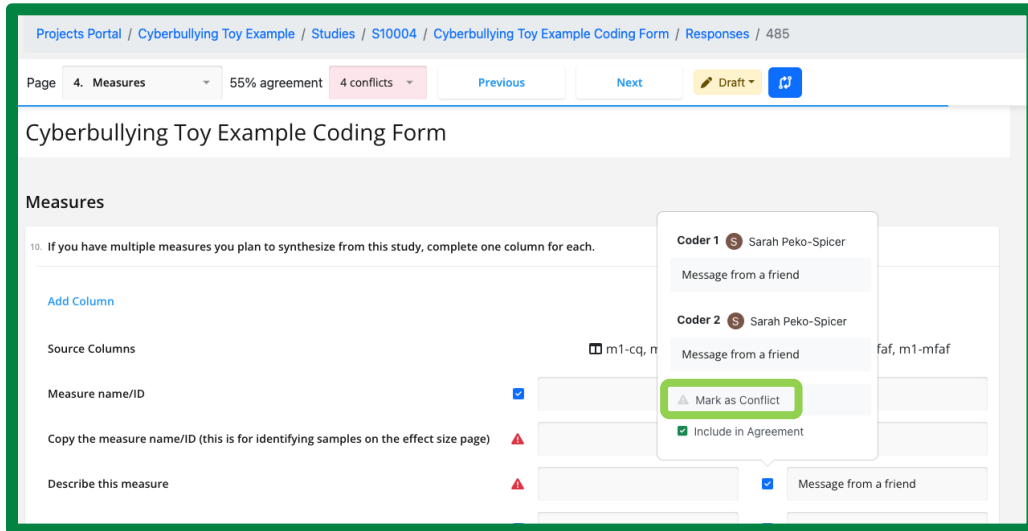 Projects Portal / Cyberbullying Toy Example / Studies / S10004 / Cyberbullying Toy Example Coding Form / Responses / 485
Page 4. Measures 55% agreement 4 conflicts Previous Next Draft
Cyberbullying Toy Example Coding Form
Measures
10. If you have multiple measures you plan to synthesize from this study, complete one column for each.
Add Column
Source Columns m1-cq, faf, m1-mfaf
Measure name/ID
Copy the measure name/ID (this is for identifying samples on the effect size page)
Describe this measure Message from a friend
Coder 1 S Sarah Peko-Spicer
Message from a friend
Coder 2 S Sarah Peko-Spicer
Message from a friend
Mark as Conflict
Include in Agreement